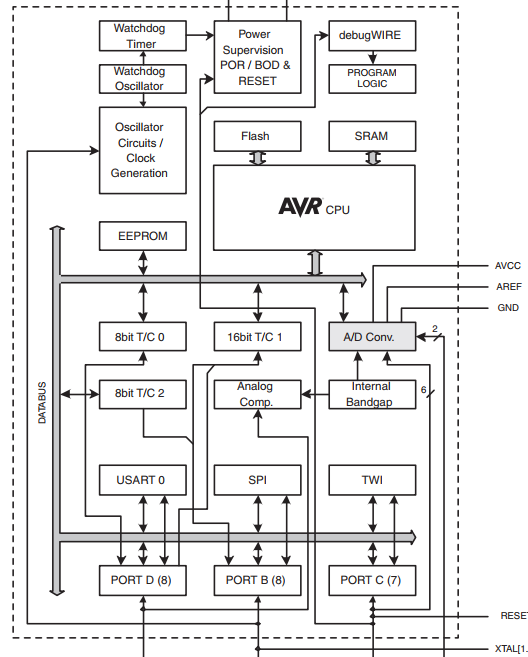 Watchdog
Timer
Power
Supervision
POR / BOD &
RESET
debugWIRE
Watchdog
Oscillator
PROGRAM
LOGIC
Oscillator
Circuits /
Clock
Generation
Flash
SRAM
AVR CPU
EEPROM
AVCC
AREF
GND
8bit T/C 0
16bit T/C 1
A/D Conv.
2
DATABUS
8bit T/C 2
Analog
Comp.
Internal
Bandgap
6
USART 0
SPI
TWI
PORT D (8)
PORT B (8)
PORT C (7)
RESET
XTAL[1.